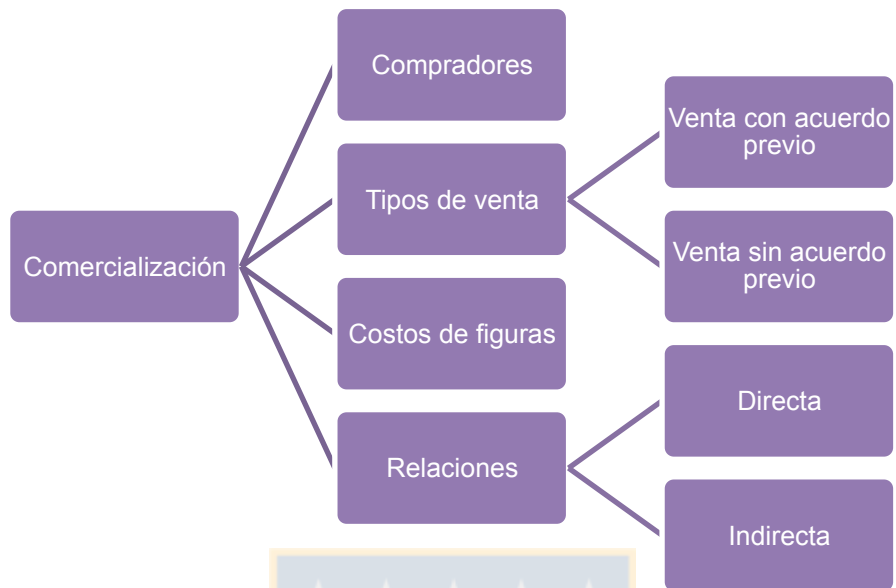 Comercialización
Compradores
Tipos de venta
Venta con acuerdo
previo
Venta sin acuerdo
previo
Costos de figuras
Relaciones
Directa
Indirecta